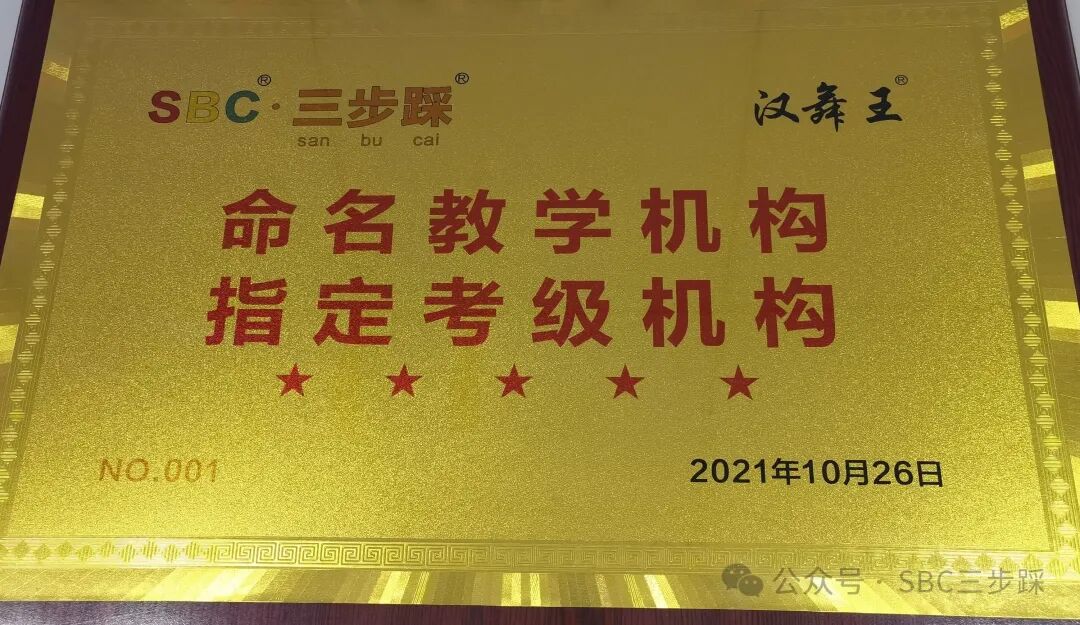 SBC®·三步踩®
san bu cai
汉舞王®
命名教学机构
指定考级机构
★ ★ ★ ★ ★
NO.001
2021年10月26日
公众号·SBC三步踩